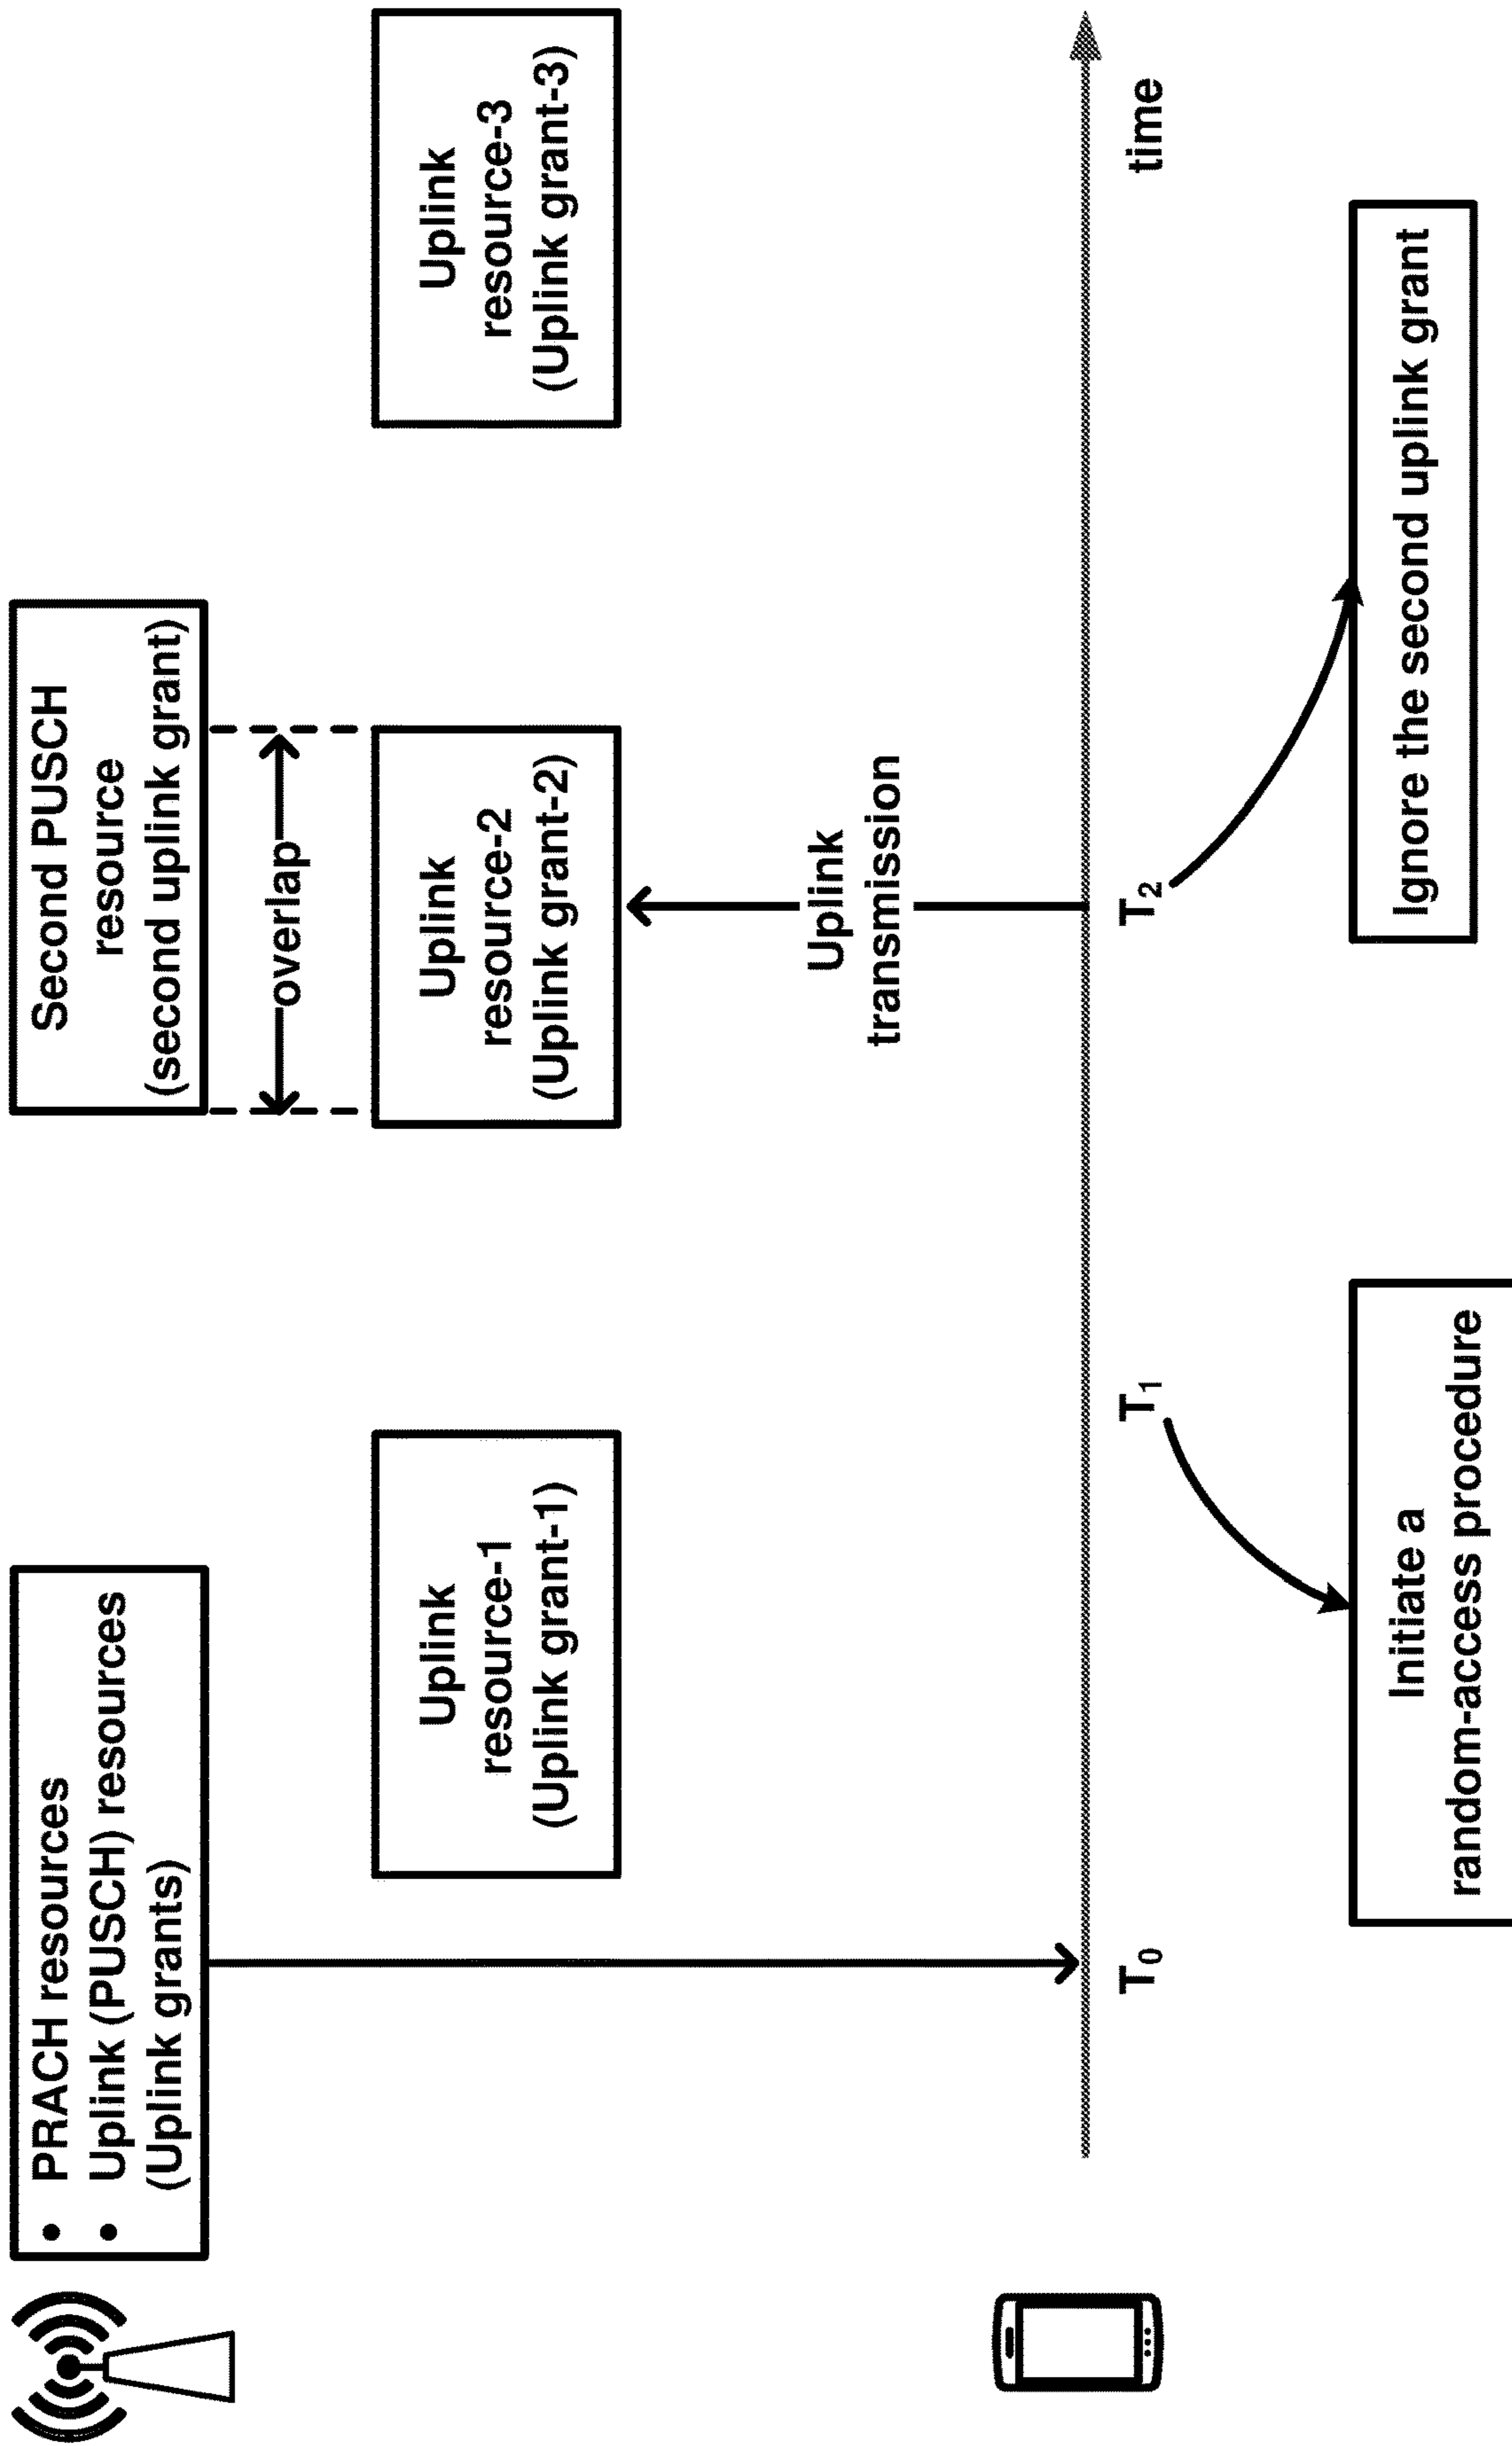 • PRACH resources
• Uplink (PUSCH) resources
(Uplink grants)
Second PUSCH
resource
(second uplink grant)
overlap
Uplink
resource-1
(Uplink grant-1)
Uplink
resource-2
(Uplink grant-2)
Uplink
resource-3
(Uplink grant-3)
Uplink
transmission
T0
T1
T2
time
Initiate a
random-access procedure
Ignore the second uplink grant